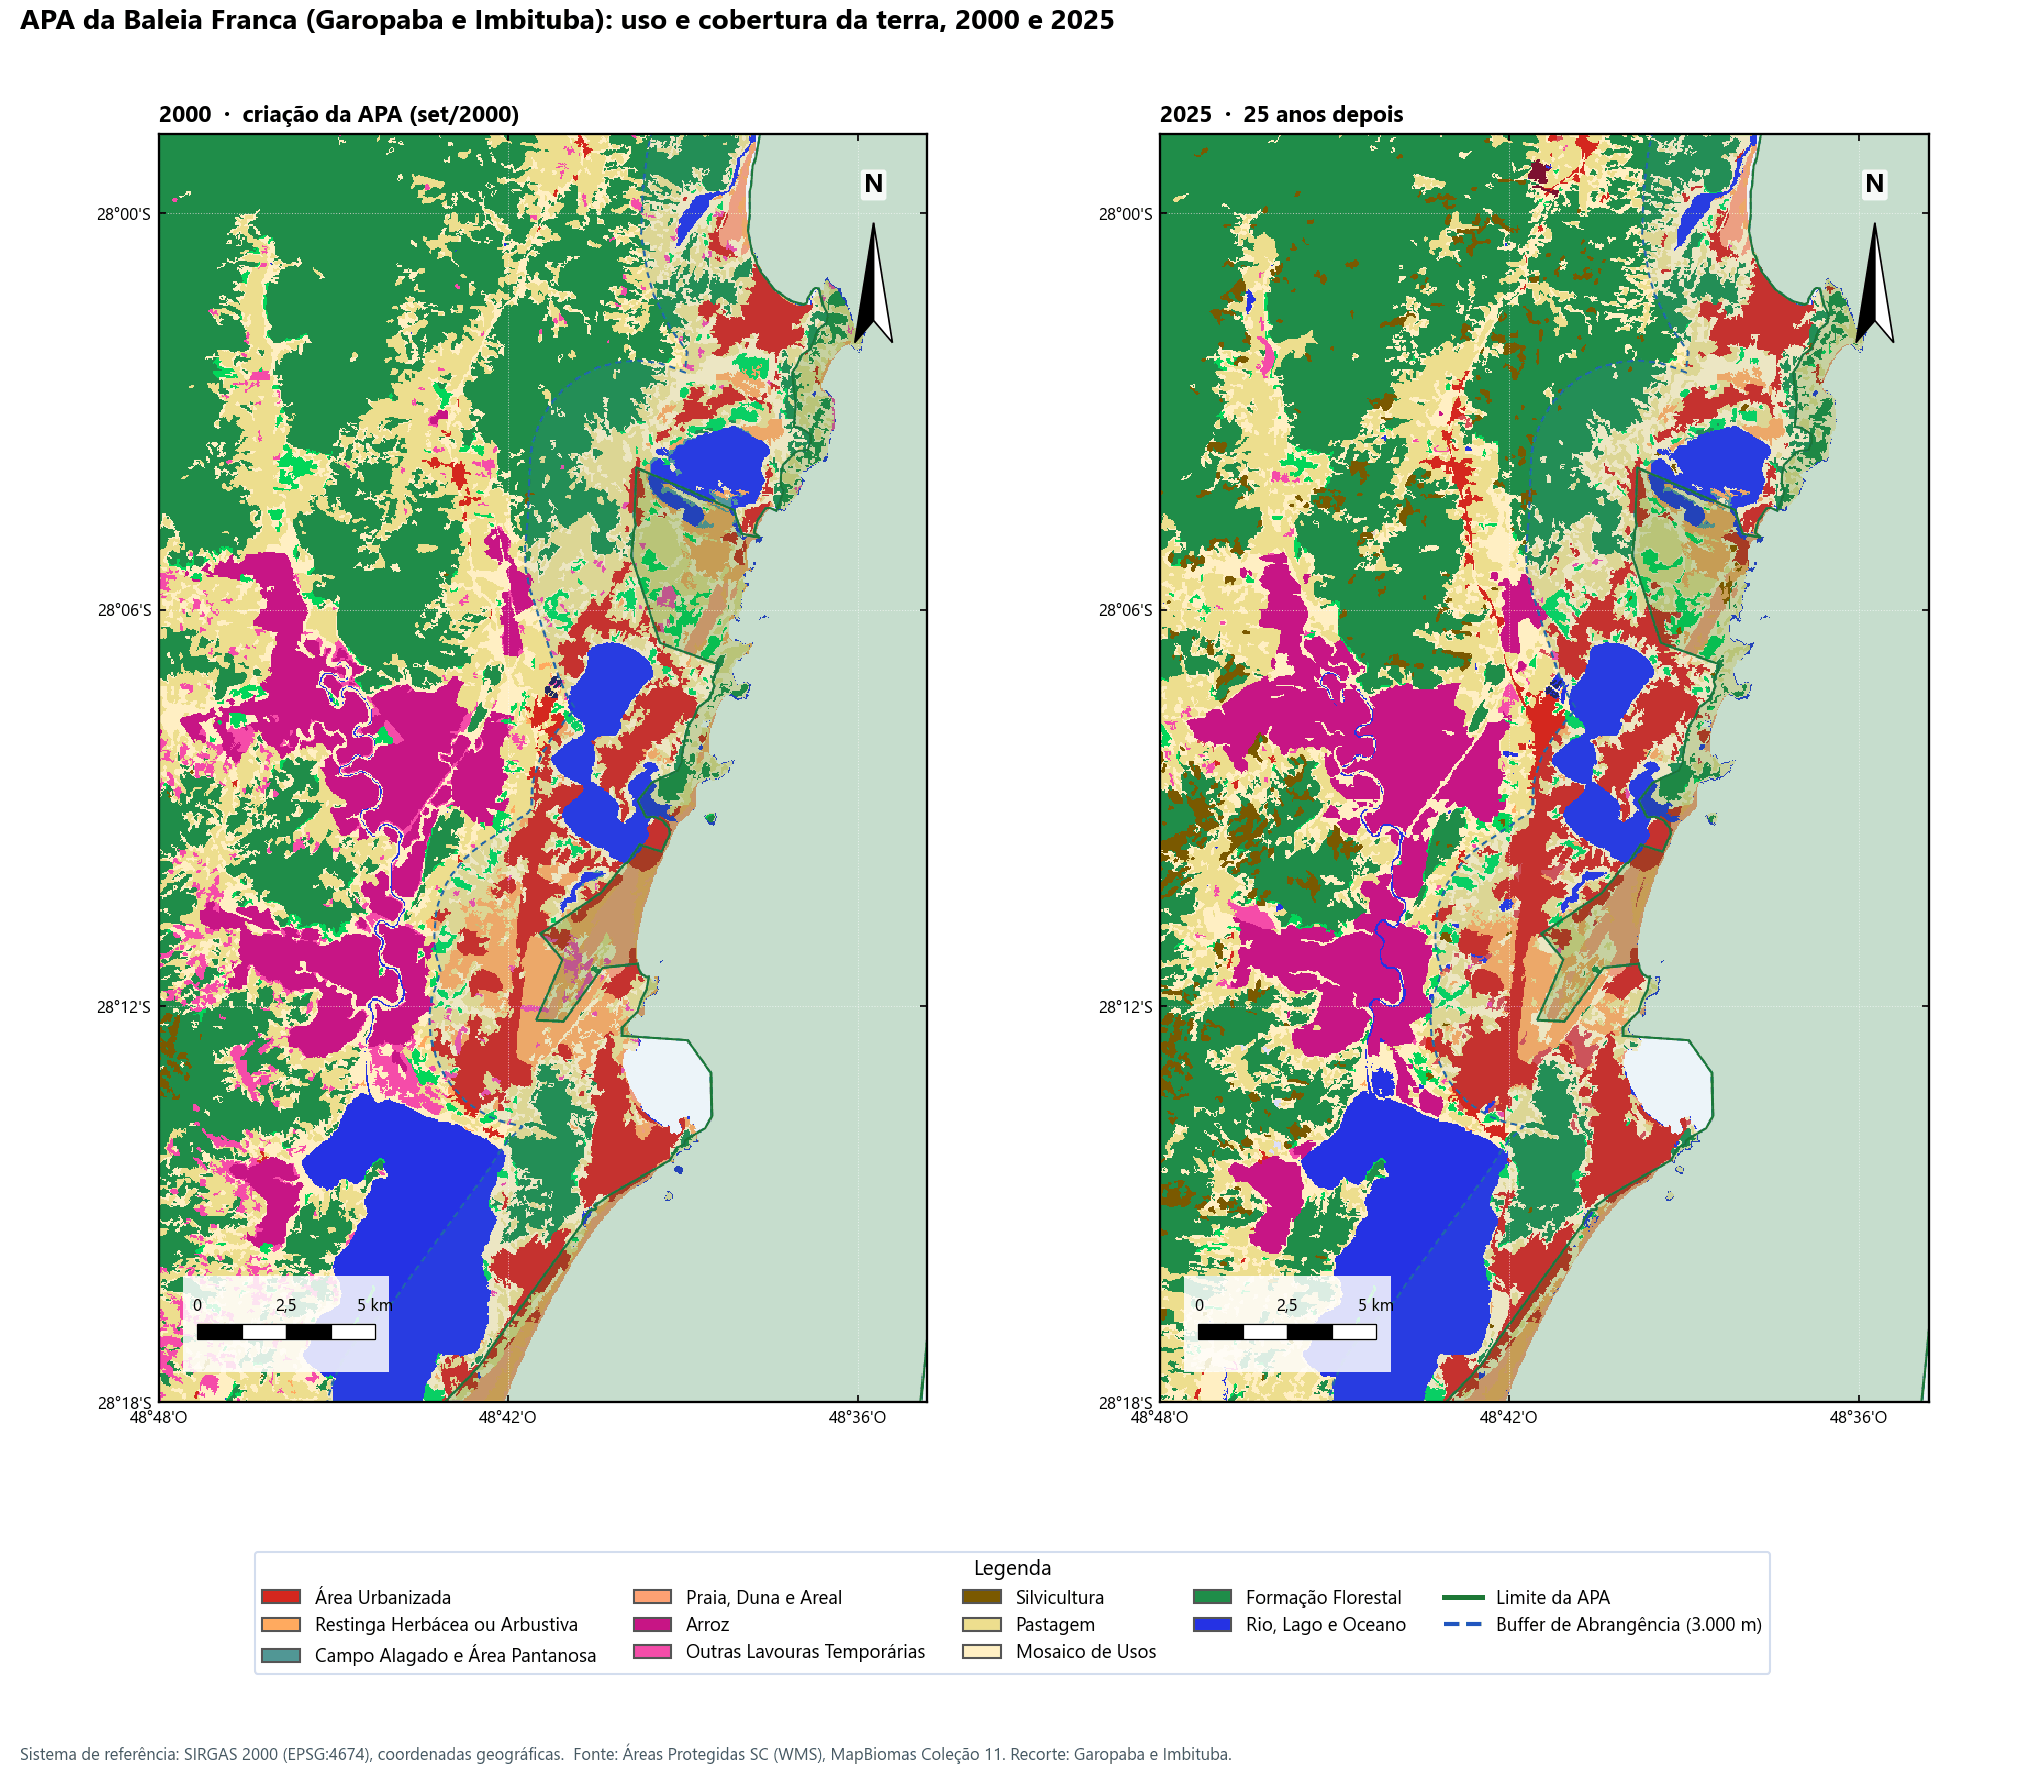 APA da Baleia Franca (Garopaba e Imbituba): uso e cobertura da terra, 2000 e 2025
2000 · criação da APA (set/2000)
N
28°00'S
28°06'S
28°12'S
28°18'S
0 2,5 5 km
48°48'O 48°42'O 48°36'O
2025 · 25 anos depois
N
28°00'S
28°06'S
28°12'S
28°18'S
0 2,5 5 km
48°48'O 48°42'O 48°36'O
Legenda
Área Urbanizada
Restinga Herbácea ou Arbustiva
Campo Alagado e Área Pantanosa
Praia, Duna e Areal
Arroz
Outras Lavouras Temporárias
Silvicultura
Pastagem
Mosaico de Usos
Formação Florestal
Rio, Lago e Oceano
Limite da APA
Buffer de Abrangência (3.000 m)
Sistema de referência: SIRGAS 2000 (EPSG:4674), coordenadas geográficas. Fonte: Áreas Protegidas SC (WMS), MapBiomas Coleção 11. Recorte: Garopaba e Imbituba.